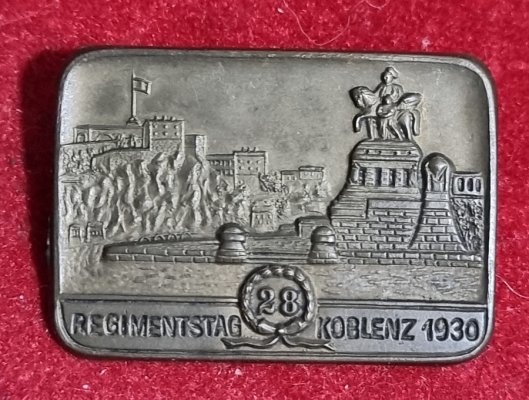 28
REGIMENTSTAG KOBLENZ 1930